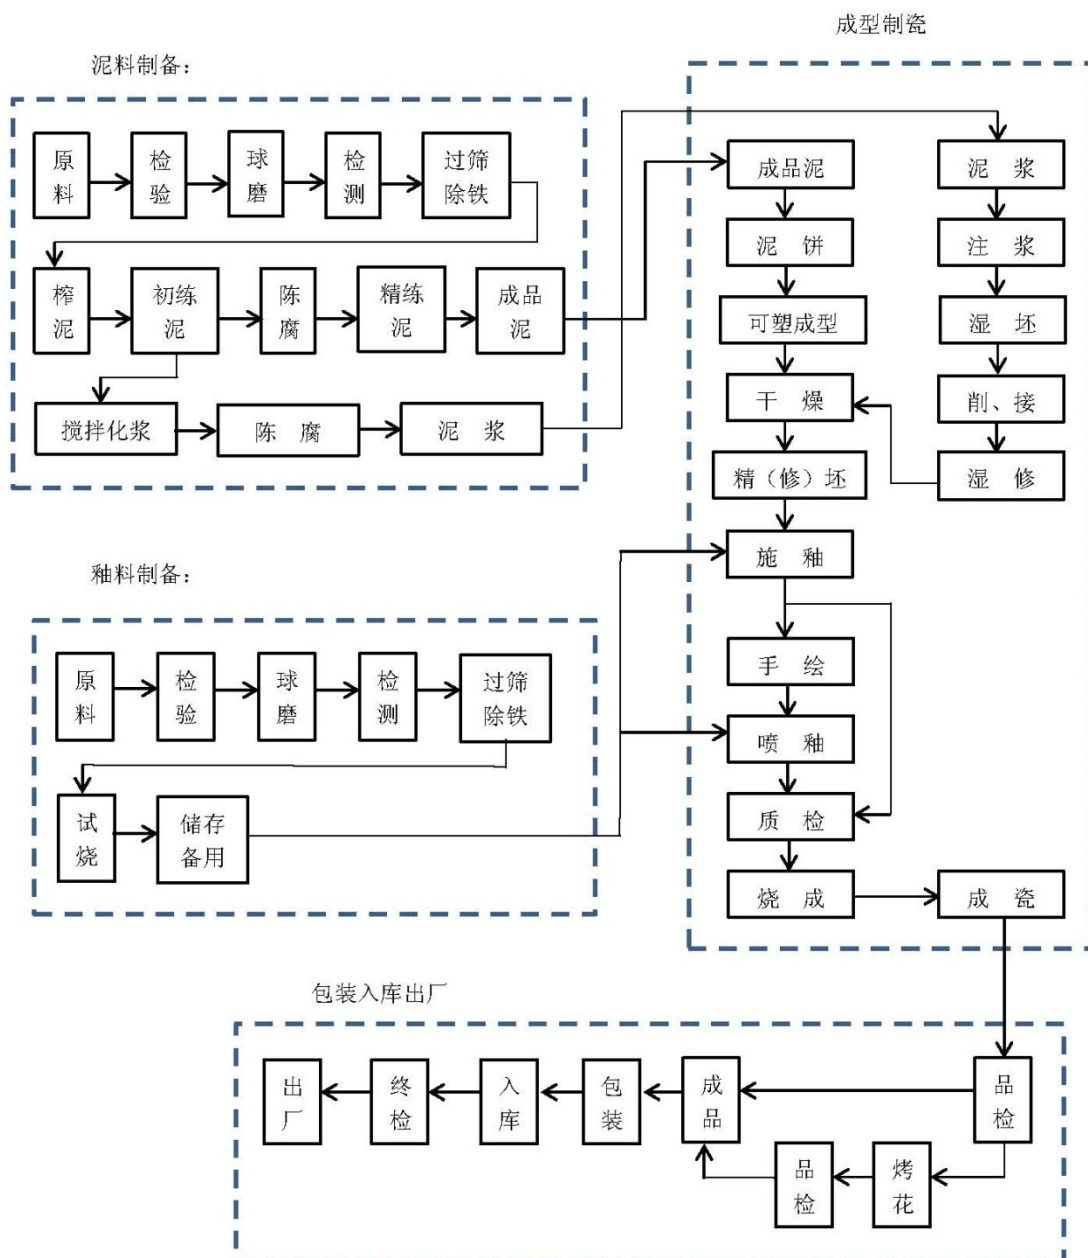 成型制瓷
泥料制备：
原料
检验
球磨
检测
过筛
除铁
榨泥
初练
泥
陈腐
精练
泥
成品
泥
搅拌化浆
陈 腐
泥 浆
成品泥
泥 饼
可塑成型
干 燥
精（修）坯
施 釉
手 绘
喷 釉
质 检
烧 成
泥 浆
注 浆
湿 坯
削、接
湿 修
成 瓷
釉料制备：
原料
检验
球磨
检测
过筛
除铁
试烧
储存
备用
包装入库出厂
出厂
终检
入库
包装
成品
品检
品检
烤花